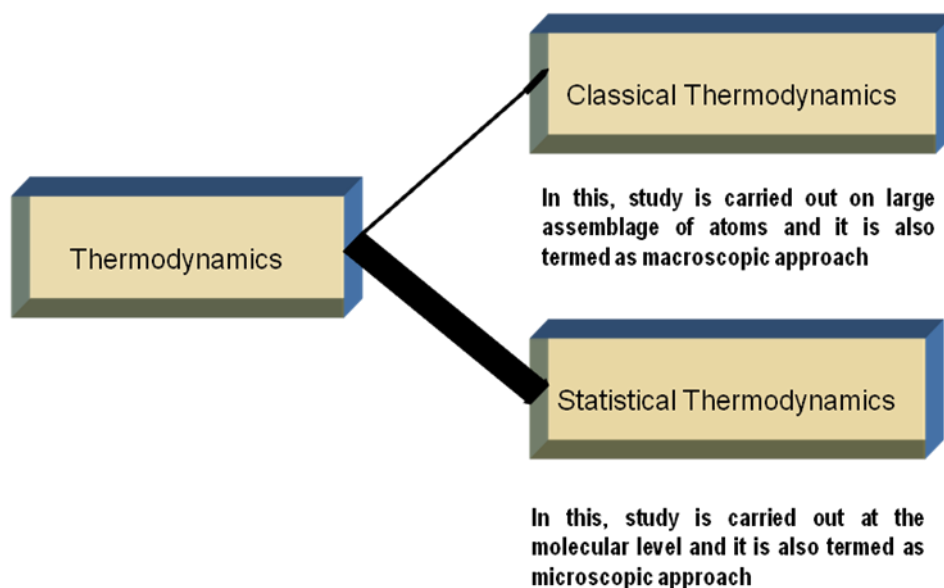 Classical Thermodynamics
In this, study is carried out on large
assemblage of atoms and it is also
termed as macroscopic approach
Thermodynamics
Statistical Thermodynamics
In this, study is carried out at the
molecular level and it is also termed as
microscopic approach